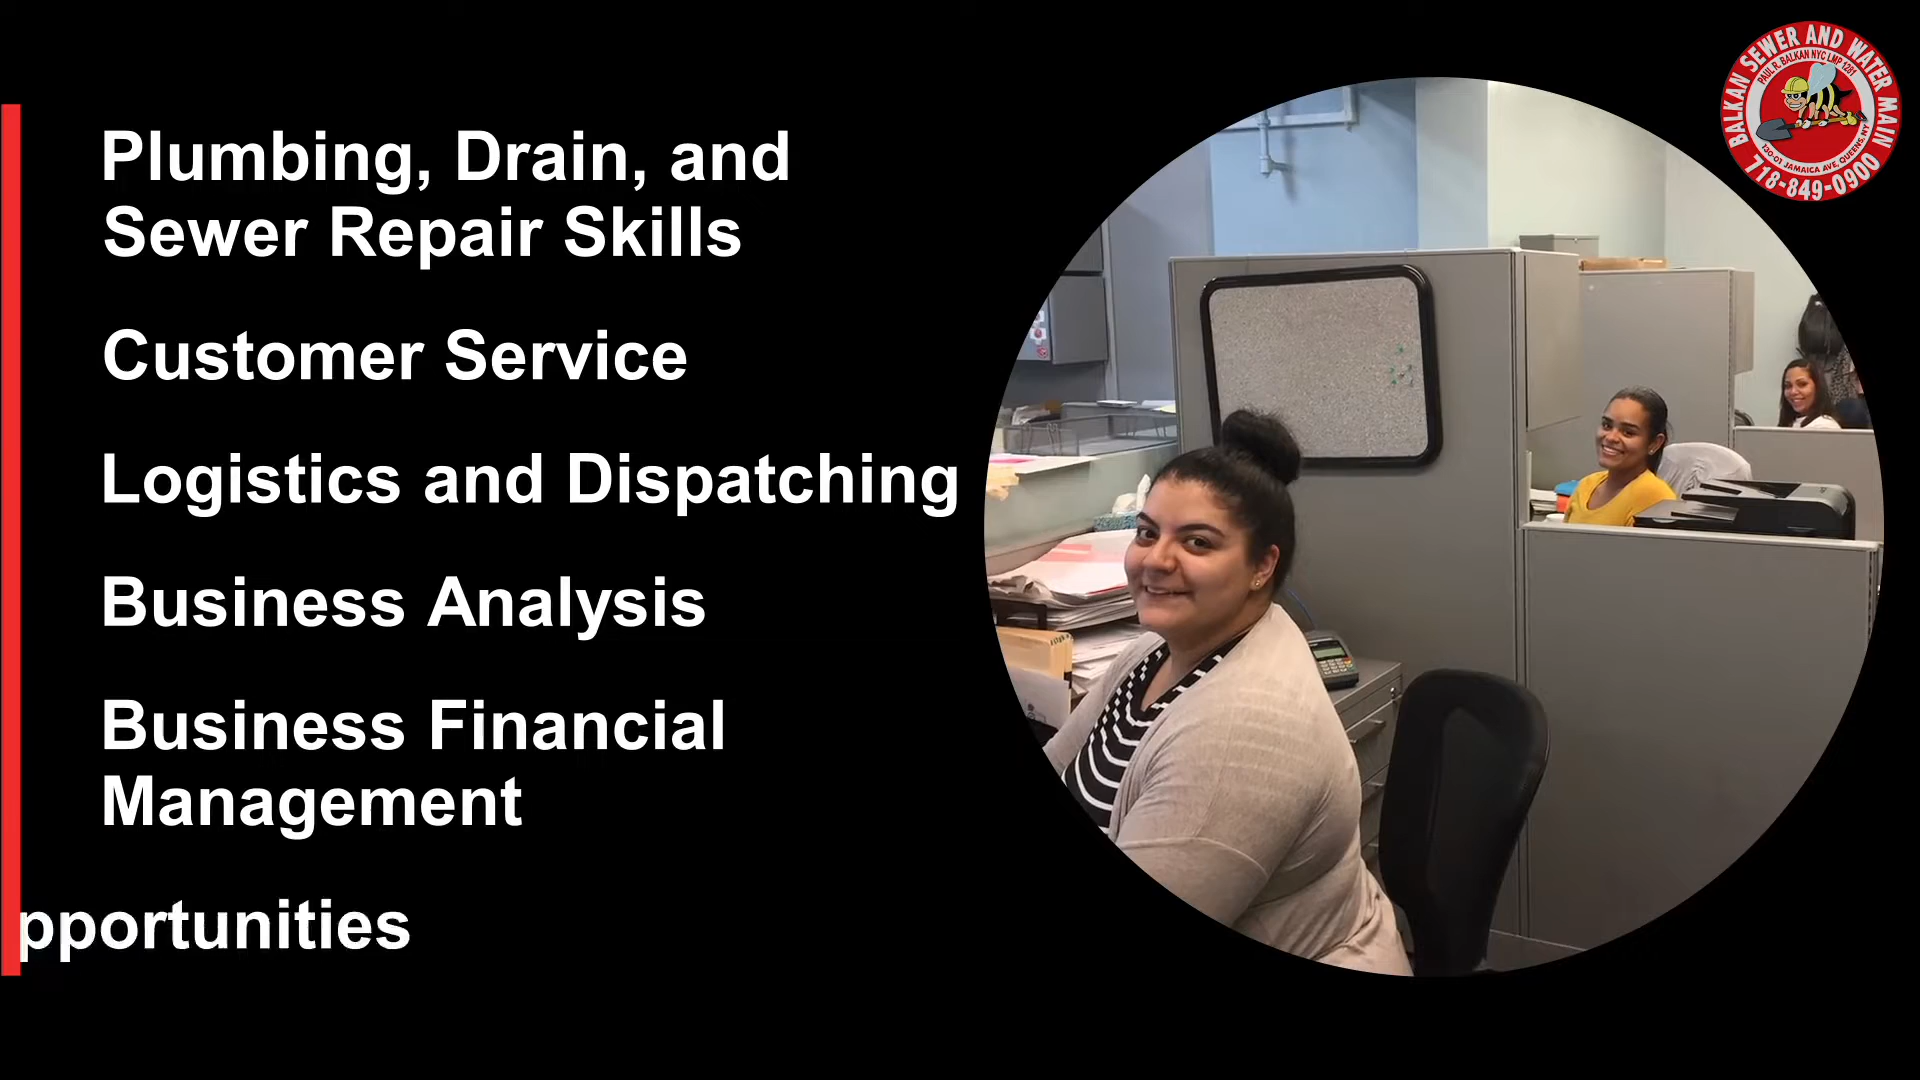 Plumbing, Drain, and
Sewer Repair Skills
Customer Service
Logistics and Dispatching
Business Analysis
Business Financial
Management
pportunities
BALKAN SEWER AND WATER MAIN
PAUL R. BALKAN NYC LMP 1281
130-01 JAMAICA AVE, QUEENS, NY
718-849-0900